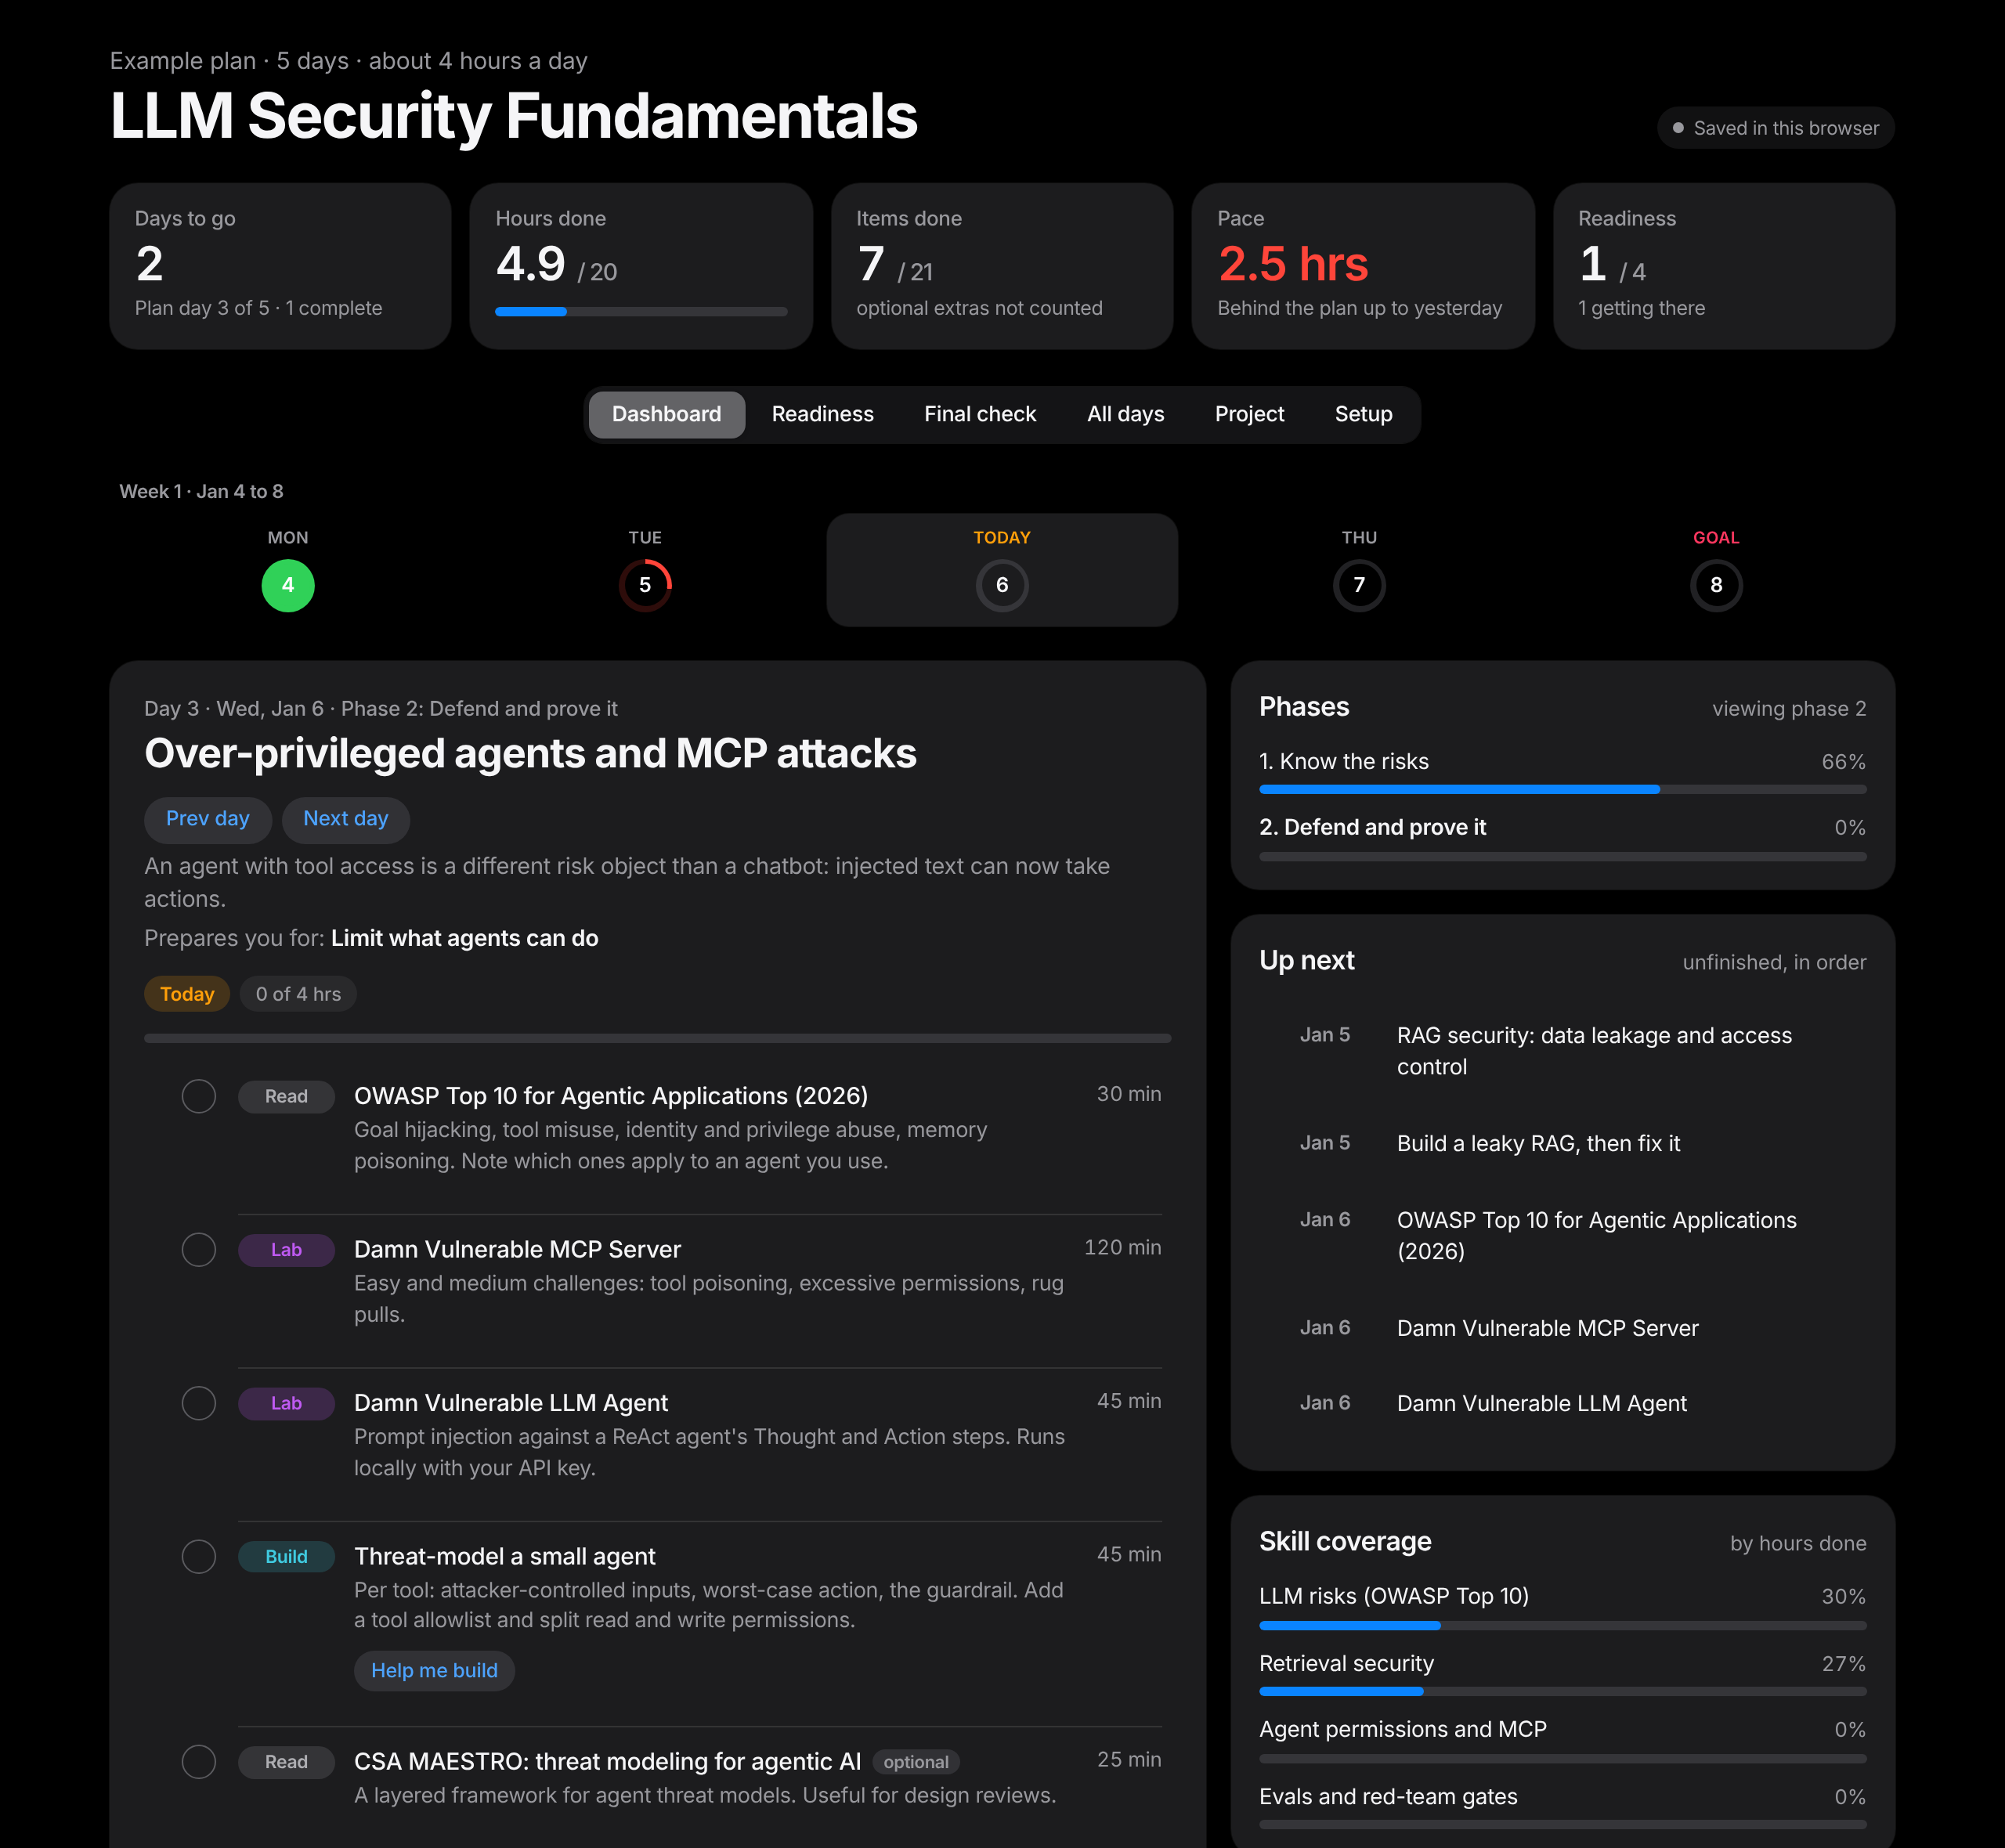 Example plan · 5 days · about 4 hours a day
LLM Security Fundamentals
Saved in this browser
Days to go
2
Plan day 3 of 5 · 1 complete
Hours done
4.9 / 20
Items done
7 / 21
optional extras not counted
Pace
2.5 hrs
Behind the plan up to yesterday
Readiness
1 / 4
1 getting there
Dashboard
Readiness
Final check
All days
Project
Setup
Week 1 · Jan 4 to 8
MON
4
TUE
5
TODAY
6
THU
7
GOAL
8
Day 3 · Wed, Jan 6 · Phase 2: Defend and prove it
Over-privileged agents and MCP attacks
Prev day
Next day
An agent with tool access is a different risk object than a chatbot: injected text can now take
actions.
Prepares you for: Limit what agents can do
Today
0 of 4 hrs
Read
OWASP Top 10 for Agentic Applications (2026)
30 min
Goal hijacking, tool misuse, identity and privilege abuse, memory
poisoning. Note which ones apply to an agent you use.
Lab
Damn Vulnerable MCP Server
120 min
Easy and medium challenges: tool poisoning, excessive permissions, rug
pulls.
Lab
Damn Vulnerable LLM Agent
45 min
Prompt injection against a ReAct agent's Thought and Action steps. Runs
locally with your API key.
Build
Threat-model a small agent
45 min
Per tool: attacker-controlled inputs, worst-case action, the guardrail. Add
a tool allowlist and split read and write permissions.
Help me build
Read
CSA MAESTRO: threat modeling for agentic AI optional
25 min
A layered framework for agent threat models. Useful for design reviews.
Phases
viewing phase 2
1. Know the risks
66%
2. Defend and prove it
0%
Up next
unfinished, in order
Jan 5
RAG security: data leakage and access
control
Jan 5
Build a leaky RAG, then fix it
Jan 6
OWASP Top 10 for Agentic Applications
(2026)
Jan 6
Damn Vulnerable MCP Server
Jan 6
Damn Vulnerable LLM Agent
Skill coverage
by hours done
LLM risks (OWASP Top 10)
30%
Retrieval security
27%
Agent permissions and MCP
0%
Evals and red-team gates
0%